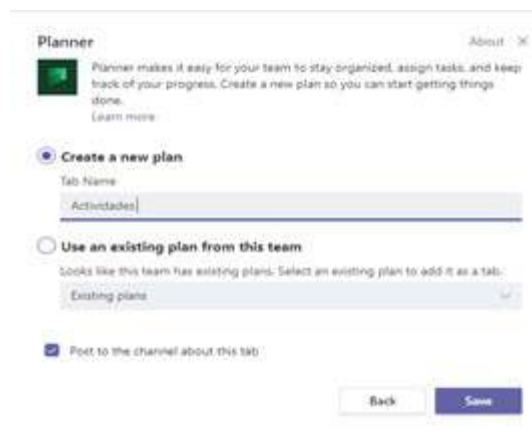 Planner
About
Planner makes it easy for your team to stay organized, assign tasks, and keep
track of your progress. Create a new plan so you can start getting things
done.
Learn more
Create a new plan
Tab Name
Actividades
Use an existing plan from this team
Looks like this team has existing plans. Select an existing plan to add it as a tab.
Existing plans
Post to the channel about this tab
Back
Save